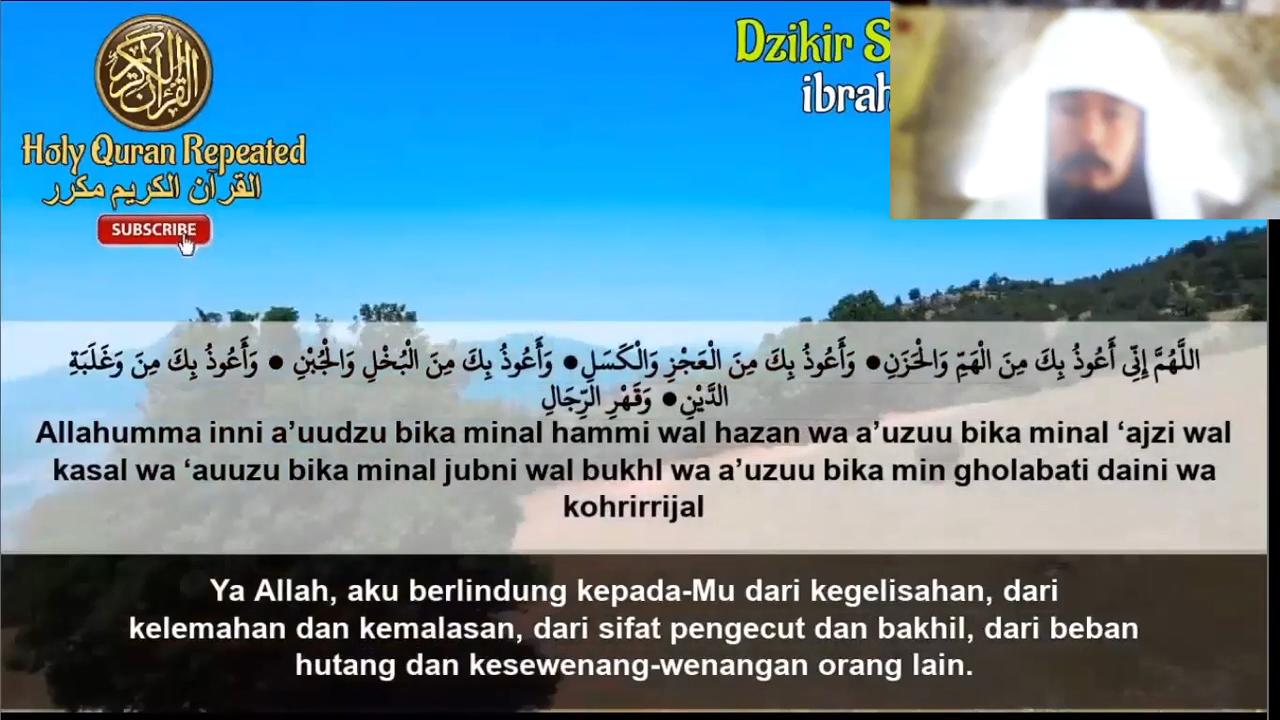 Dzikir S
ibrah
Holy Quran Repeated
القرآن الكريم مكرر
SUBSCRIBE
اللَّهُمَّ إِنِّي أَعُوذُ بِكَ مِنَ الْهَمِّ وَالْحَزَنِ ● وَأَعُوذُ بِكَ مِنَ الْعَجْزِ وَالْكَسَلِ ● وَأَعُوذُ بِكَ مِنَ الْبُخْلِ وَالْجُبْنِ ● وَأَعُوذُ بِكَ مِنَ وَغَلَبَةِ
الدَّيْنِ ● وَقَهْرِ الرِّجَالِ
Allahumma inni a’uudzu bika minal hammi wal hazan wa a’uzuu bika minal ‘ajzi wal
kasal wa ‘auuzu bika minal jubni wal bukhl wa a’uzuu bika min gholabati daini wa
kohrirrijal
Ya Allah, aku berlindung kepada-Mu dari kegelisahan, dari
kelemahan dan kemalasan, dari sifat pengecut dan bakhil, dari beban
hutang dan kesewenang-wenangan orang lain.